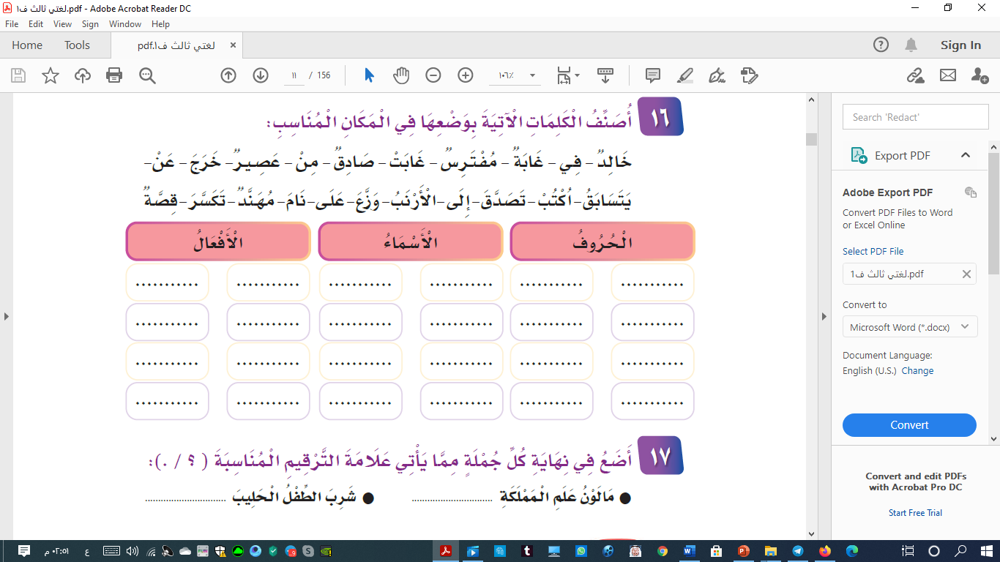 لغتي ثالث ف١.pdf - Adobe Acrobat Reader DC
File Edit View Sign Window Help
Home Tools لغتي ثالث ف١.pdf Sign In
١١ / 156 ١٠٦٪
١٦ أُصَنِّفُ الْكَلِمَاتِ الْآتِيَةَ بِوَضْعِهَا فِي الْمَكَانِ الْمُنَاسِبِ:
خَالِدٌ - فِي - غَابَةٌ - مُفْتَرِسٌ - غَابَتْ - صَادِقٌ - مِنْ - عَصِيرٌ - خَرَجَ - عَنْ -
يَتَسَابَقُ - اُكْتُبْ - تَصَدَّقَ - إِلَى - الْأَرْنَبُ - وَزَّعَ - عَلَى - نَامَ - مُهَنَّدٌ - تَكَسَّرَ - قِصَّةٌ
الْحُرُوفُ الْأَسْمَاءُ الْأَفْعَالُ
........... ........... ........... ........... ........... ...........
........... ........... ........... ........... ........... ...........
........... ........... ........... ........... ........... ...........
........... ........... ........... ........... ........... ...........
١٧ أَضَعُ فِي نِهَايَةِ كُلِّ جُمْلَةٍ مِمَّا يَأْتِي عَلَامَةَ التَّرْقِيمِ الْمُنَاسِبَةَ ( ؟ / .):
● مَالَوْنُ عَلَمِ الْمَمْلَكَةِ ............................... ● شَرِبَ الطِّفْلُ الْحَلِيبَ ...............................
Search 'Redact'
Export PDF
Adobe Export PDF
Convert PDF Files to Word
or Excel Online
Select PDF File
لغتي ثالث ف1.pdf
Convert to
Microsoft Word (*.docx)
Document Language:
English (U.S.) Change
Convert
Convert and edit PDFs
with Acrobat Pro DC
Start Free Trial
٠٢:٥١ م ع